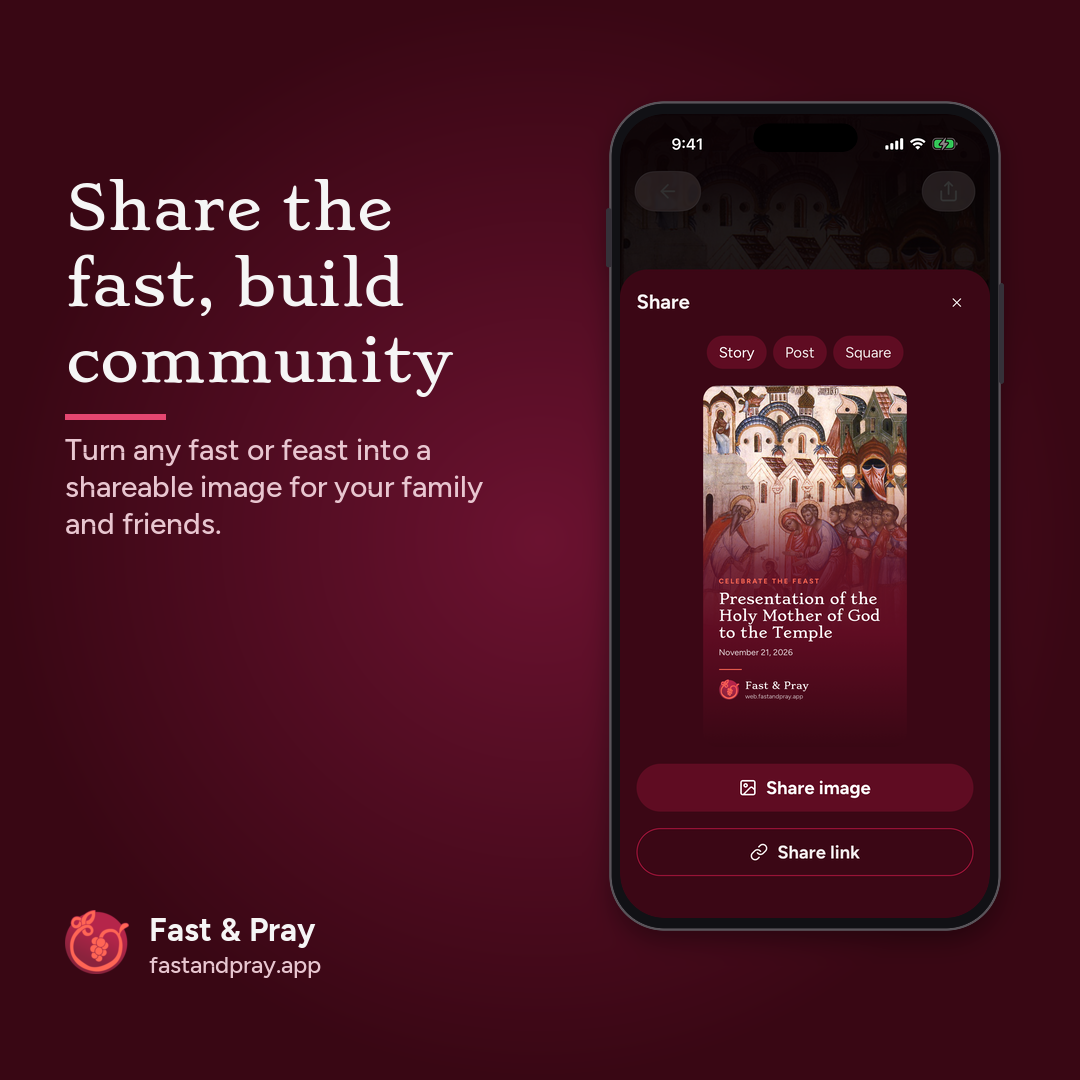 Share the
fast, build
community
Turn any fast or feast into a
shareable image for your family
and friends.
Fast & Pray
fastandpray.app
9:41
Share
Story
Post
Square
CELEBRATE THE FEAST
Presentation of the
Holy Mother of God
to the Temple
November 21, 2026
Fast & Pray
web.fastandpray.app
Share image
Share link